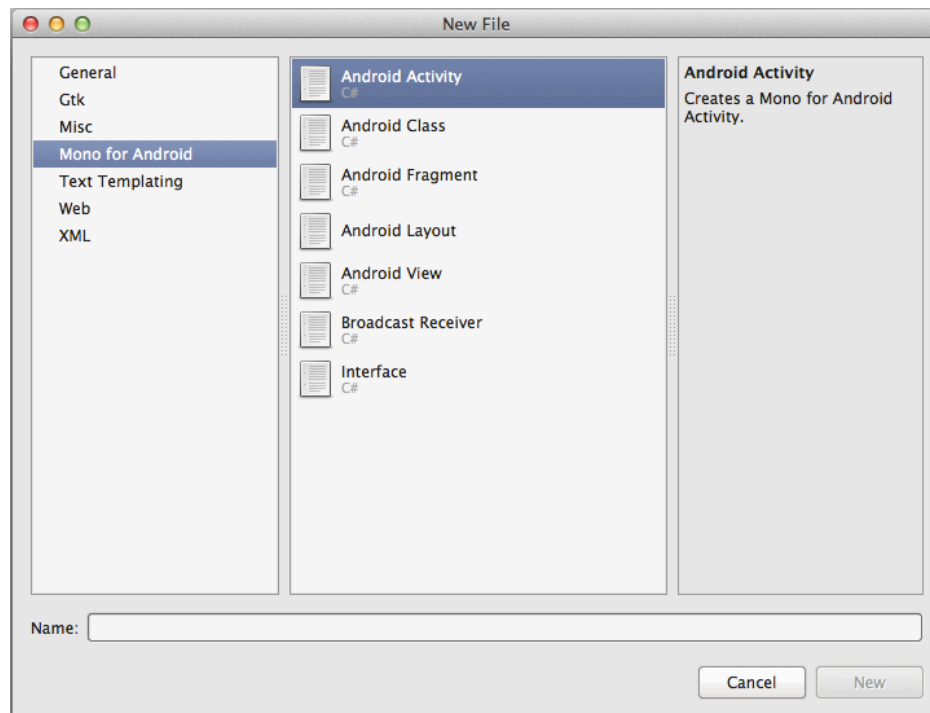 New File
General
Gtk
Misc
Mono for Android
Text Templating
Web
XML
Android Activity
C#
Android Class
C#
Android Fragment
C#
Android Layout
Android View
C#
Broadcast Receiver
C#
Interface
C#
Android Activity
Creates a Mono for Android
Activity.
Name:
Cancel
New